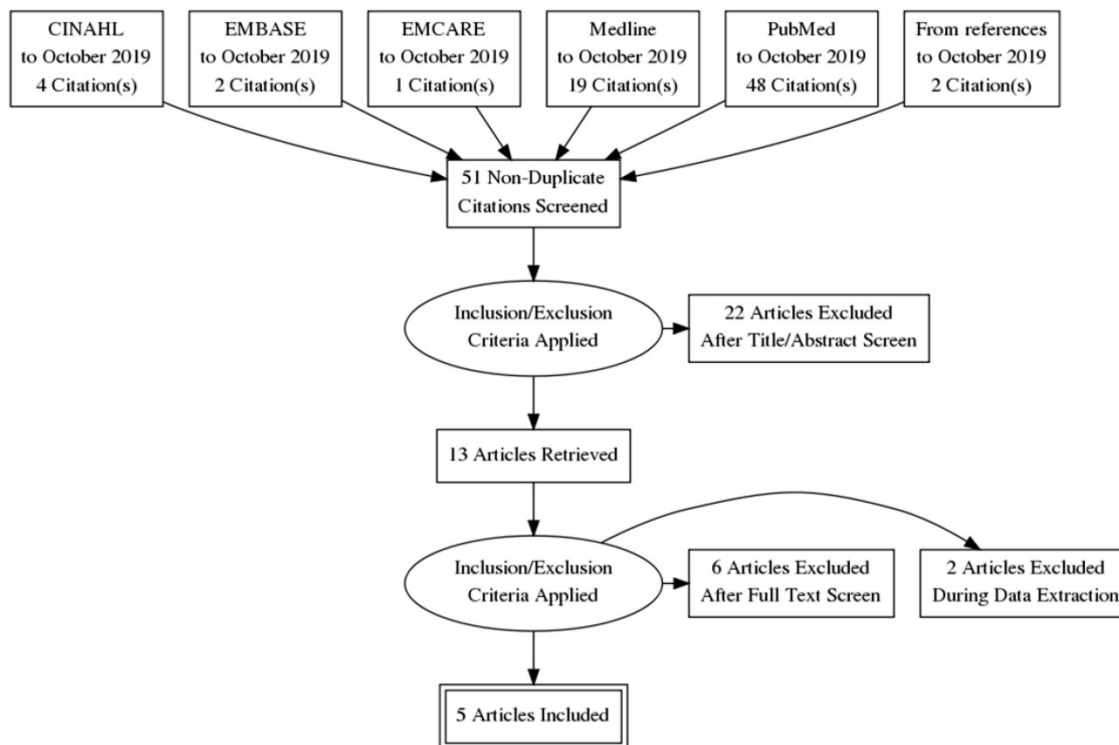 CINAHL
to October 2019
4 Citation(s)
EMBASE
to October 2019
2 Citation(s)
EMCARE
to October 2019
1 Citation(s)
Medline
to October 2019
19 Citation(s)
PubMed
to October 2019
48 Citation(s)
From references
to October 2019
2 Citation(s)
51 Non-Duplicate
Citations Screened
Inclusion/Exclusion
Criteria Applied
22 Articles Excluded
After Title/Abstract Screen
13 Articles Retrieved
Inclusion/Exclusion
Criteria Applied
6 Articles Excluded
After Full Text Screen
2 Articles Excluded
During Data Extraction
5 Articles Included